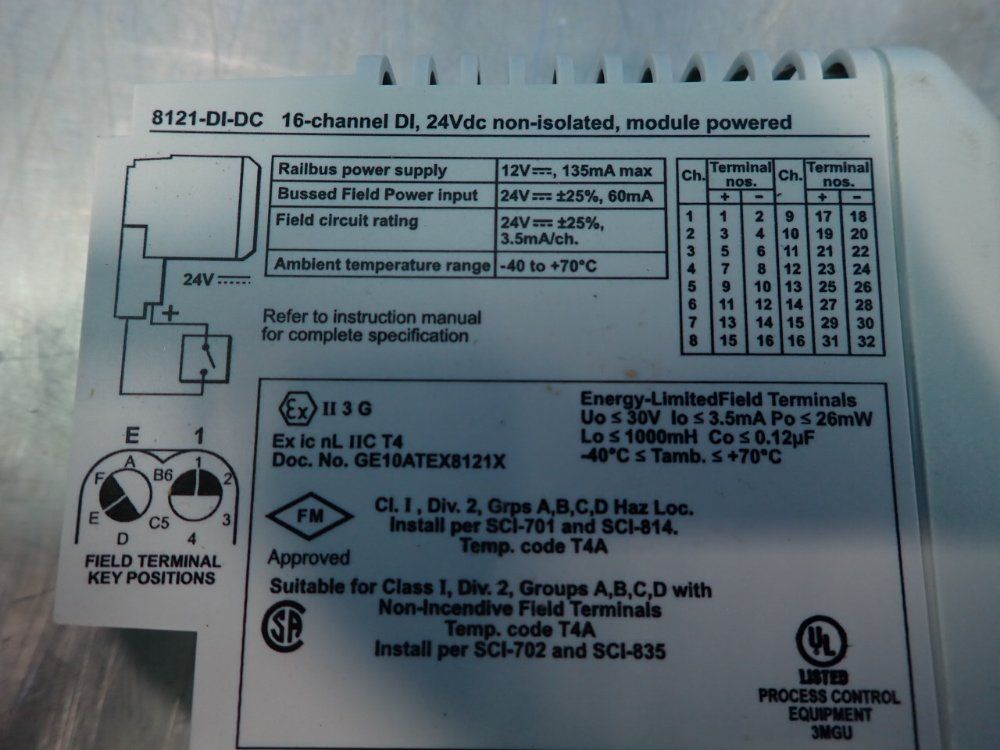 8121-DI-DC 16-channel DI, 24Vdc non-isolated, module powered
Railbus power supply 12V⎓, 135mA max
Bussed Field Power input 24V⎓ ±25%, 60mA
Field circuit rating 24V⎓ ±25%,
3.5mA/ch.
Ambient temperature range -40 to +70°C
Ch. Terminal nos. Ch. Terminal nos.
+ − + −
1 1 2 9 17 18
2 3 4 10 19 20
3 5 6 11 21 22
4 7 8 12 23 24
5 9 10 13 25 26
6 11 12 14 27 28
7 13 14 15 29 30
8 15 16 16 31 32
24V ⎓
+
Refer to instruction manual
for complete specification
E 1
A B6 1 2
F
E C5 3
D 4
FIELD TERMINAL
KEY POSITIONS
Ex II 3 G
Ex ic nL IIC T4
Doc. No. GE10ATEX8121X
Energy-LimitedField Terminals
Uo ≤ 30V Io ≤ 3.5mA Po ≤ 26mW
Lo ≤ 1000mH Co ≤ 0.12µF
-40°C ≤ Tamb. ≤ +70°C
FM
Approved
Cl. I , Div. 2, Grps A,B,C,D Haz Loc.
Install per SCI-701 and SCI-814.
Temp. code T4A
Suitable for Class I, Div. 2, Groups A,B,C,D with
Non-Incendive Field Terminals
Temp. code T4A
Install per SCI-702 and SCI-835
SA
UL
LISTED
PROCESS CONTROL
EQUIPMENT
3MGU